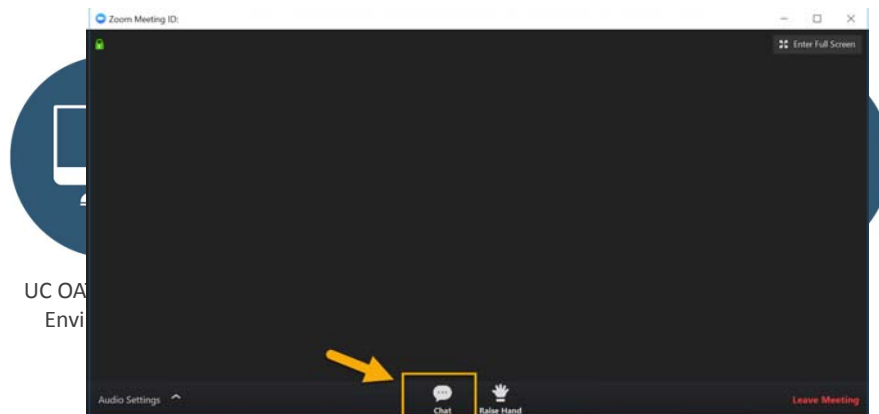 Zoom Meeting ID:
Enter Full Screen
UC OA
Envi
Audio Settings
Chat
Raise Hand
Leave Meeting